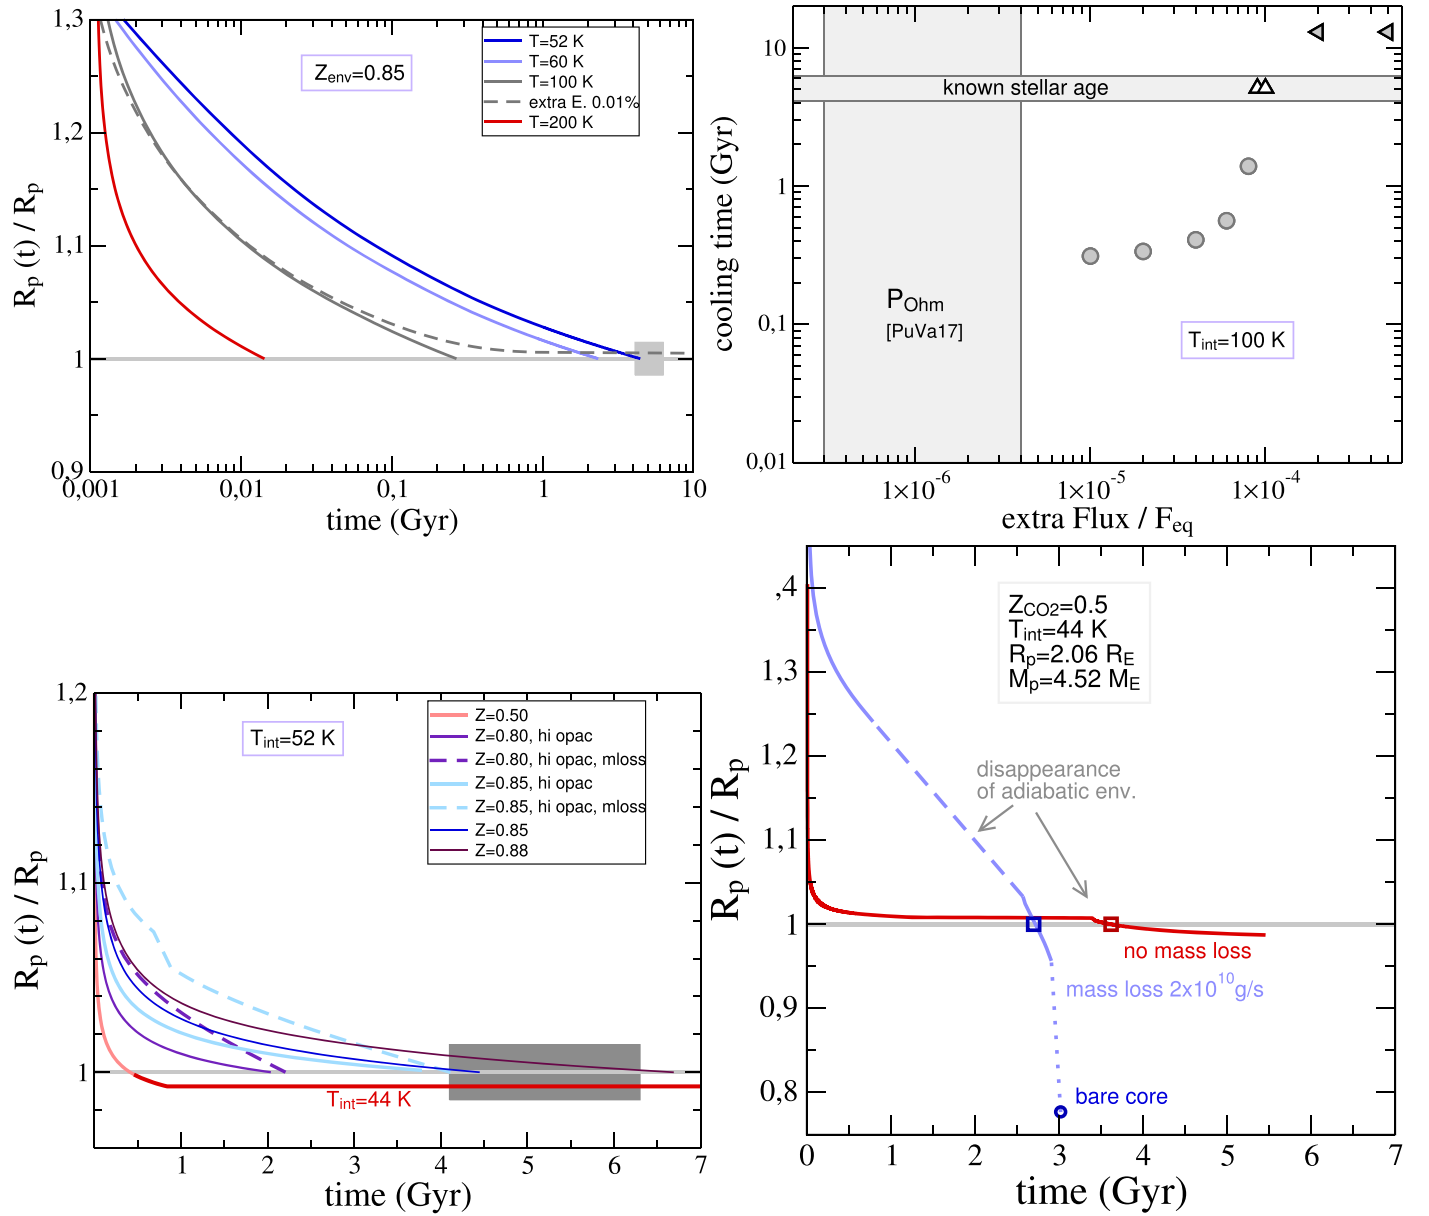 1,3
1,2
1,1
1
0,9
R_p (t) / R_p
Z_env=0.85
T=52 K
T=60 K
T=100 K
extra E. 0.01%
T=200 K
0,001
0,01
0,1
1
10
time (Gyr)
10
1
0,1
0,01
cooling time (Gyr)
known stellar age
P_Ohm
[PuVa17]
T_int=100 K
1×10^-6
1×10^-5
1×10^-4
extra Flux / F_eq
1,2
1,1
1
R_p (t) / R_p
T_int=52 K
Z=0.50
Z=0.80, hi opac
Z=0.80, hi opac, mloss
Z=0.85, hi opac
Z=0.85, hi opac, mloss
Z=0.85
Z=0.88
T_int=44 K
1
2
3
4
5
6
7
time (Gyr)
,4
1,3
1,2
1,1
1
0,9
0,8
R_p (t) / R_p
Z_CO2=0.5
T_int=44 K
R_p=2.06 R_E
M_p=4.52 M_E
disappearance
of adiabatic env.
no mass loss
mass loss 2x10^10g/s
bare core
0
1
2
3
4
5
6
7
time (Gyr)